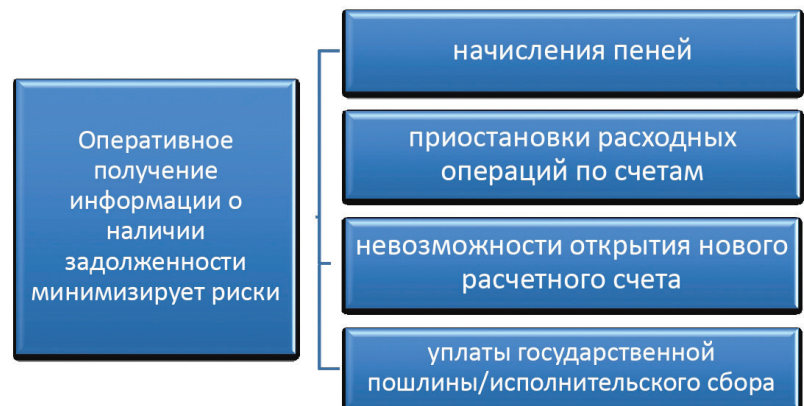 Оперативное
получение
информации о
наличии
задолженности
минимизирует риски
начисления пеней
приостановки расходных
операций по счетам
невозможности открытия нового
расчетного счета
уплаты государственной
пошлины/исполнительского сбора